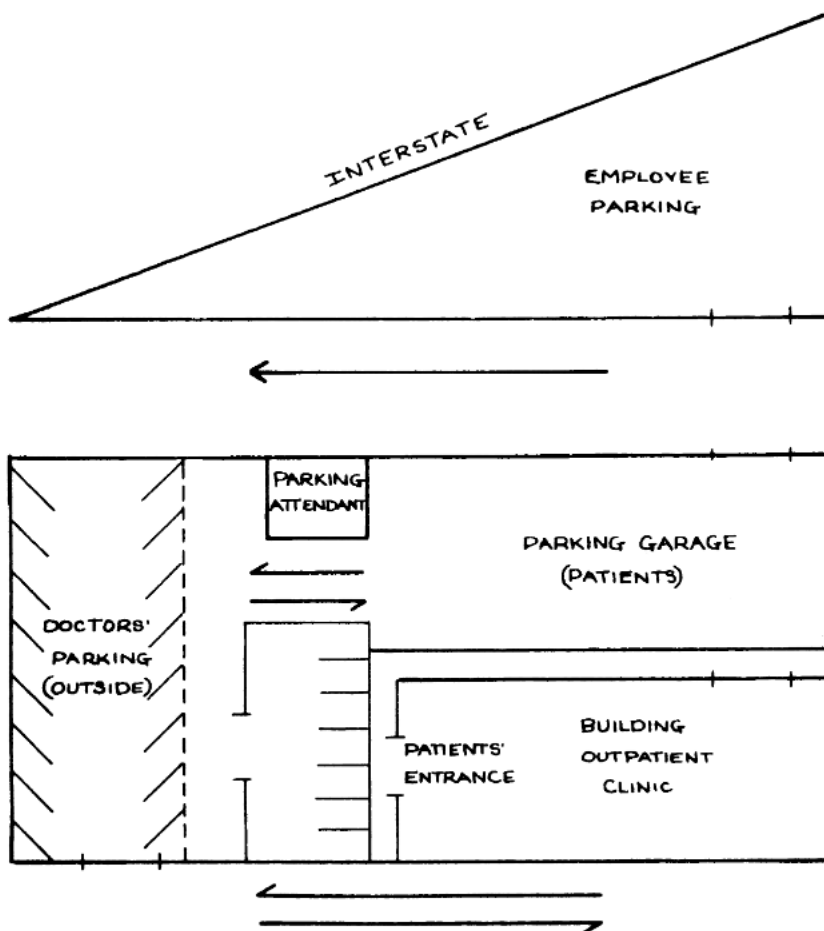 INTERSTATE
EMPLOYEE
PARKING
PARKING
ATTENDANT
PARKING GARAGE
(PATIENTS)
DOCTORS'
PARKING
(OUTSIDE)
PATIENTS'
ENTRANCE
BUILDING
OUTPATIENT
CLINIC